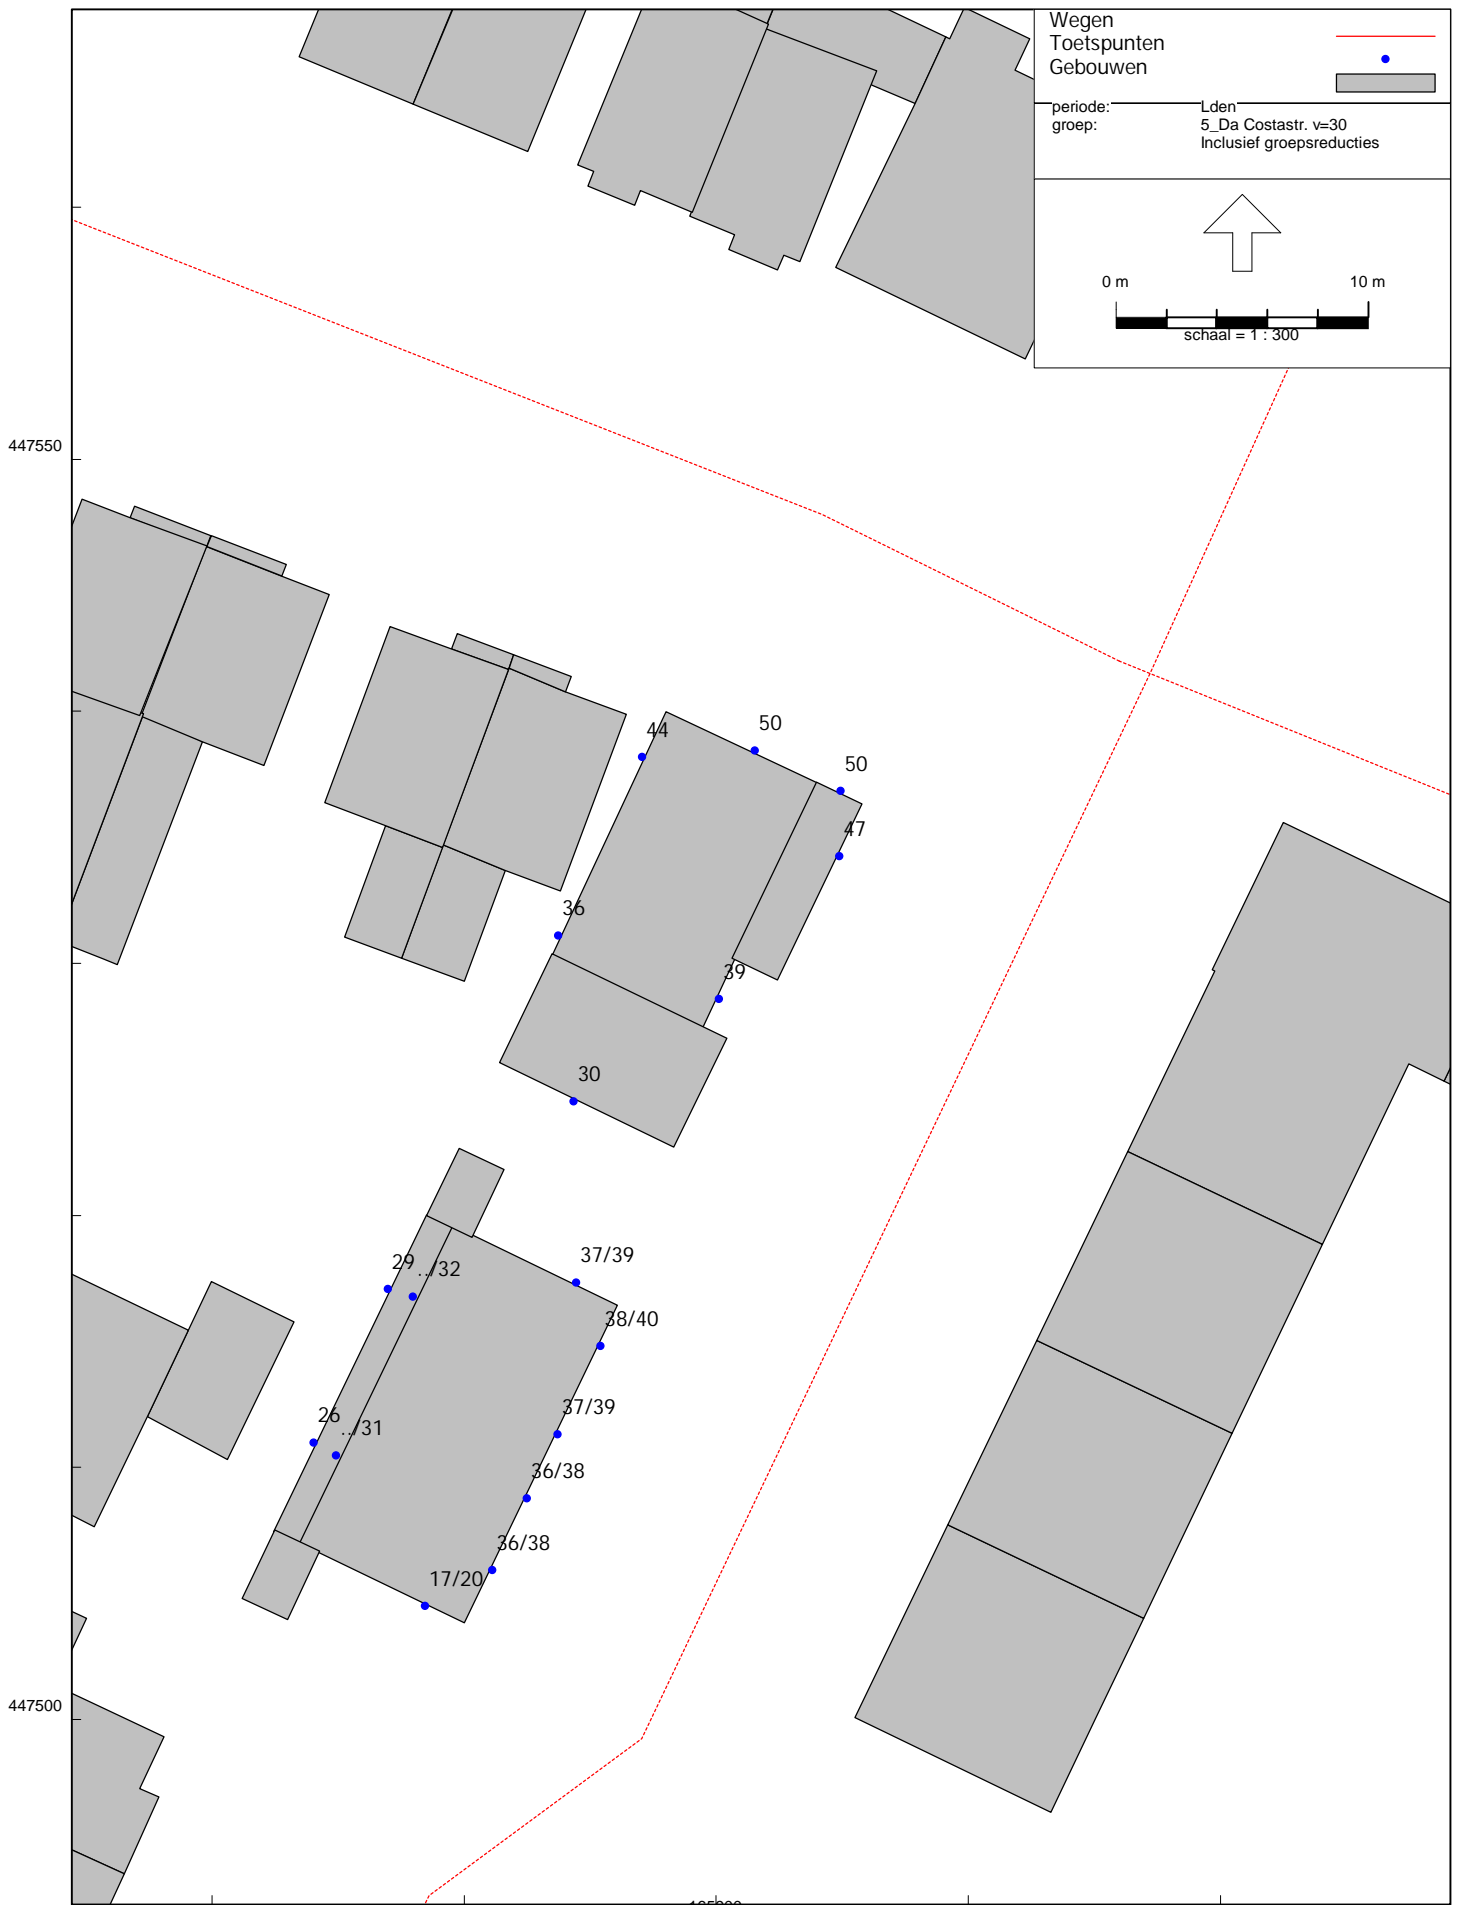 Wegen
Toetspunten
Gebouwen
periode: Lden
groep: 5_Da Costastr. v=30
Inclusief groepsreducties
0 m 10 m
schaal = 1 : 300
447550
44
50
50
47
36
39
30
29
../32
37/39
38/40
37/39
26
../31
36/38
36/38
17/20
447500